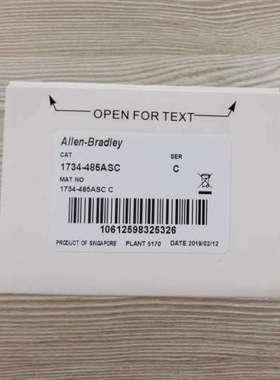 OPEN FOR TEXT
Allen-Bradley
CAT SER
1734-485ASC C
MAT NO
1734-485ASC C
10612598325326
PRODUCT OF SINGAPORE PLANT 5170 DATE 2019/02/12